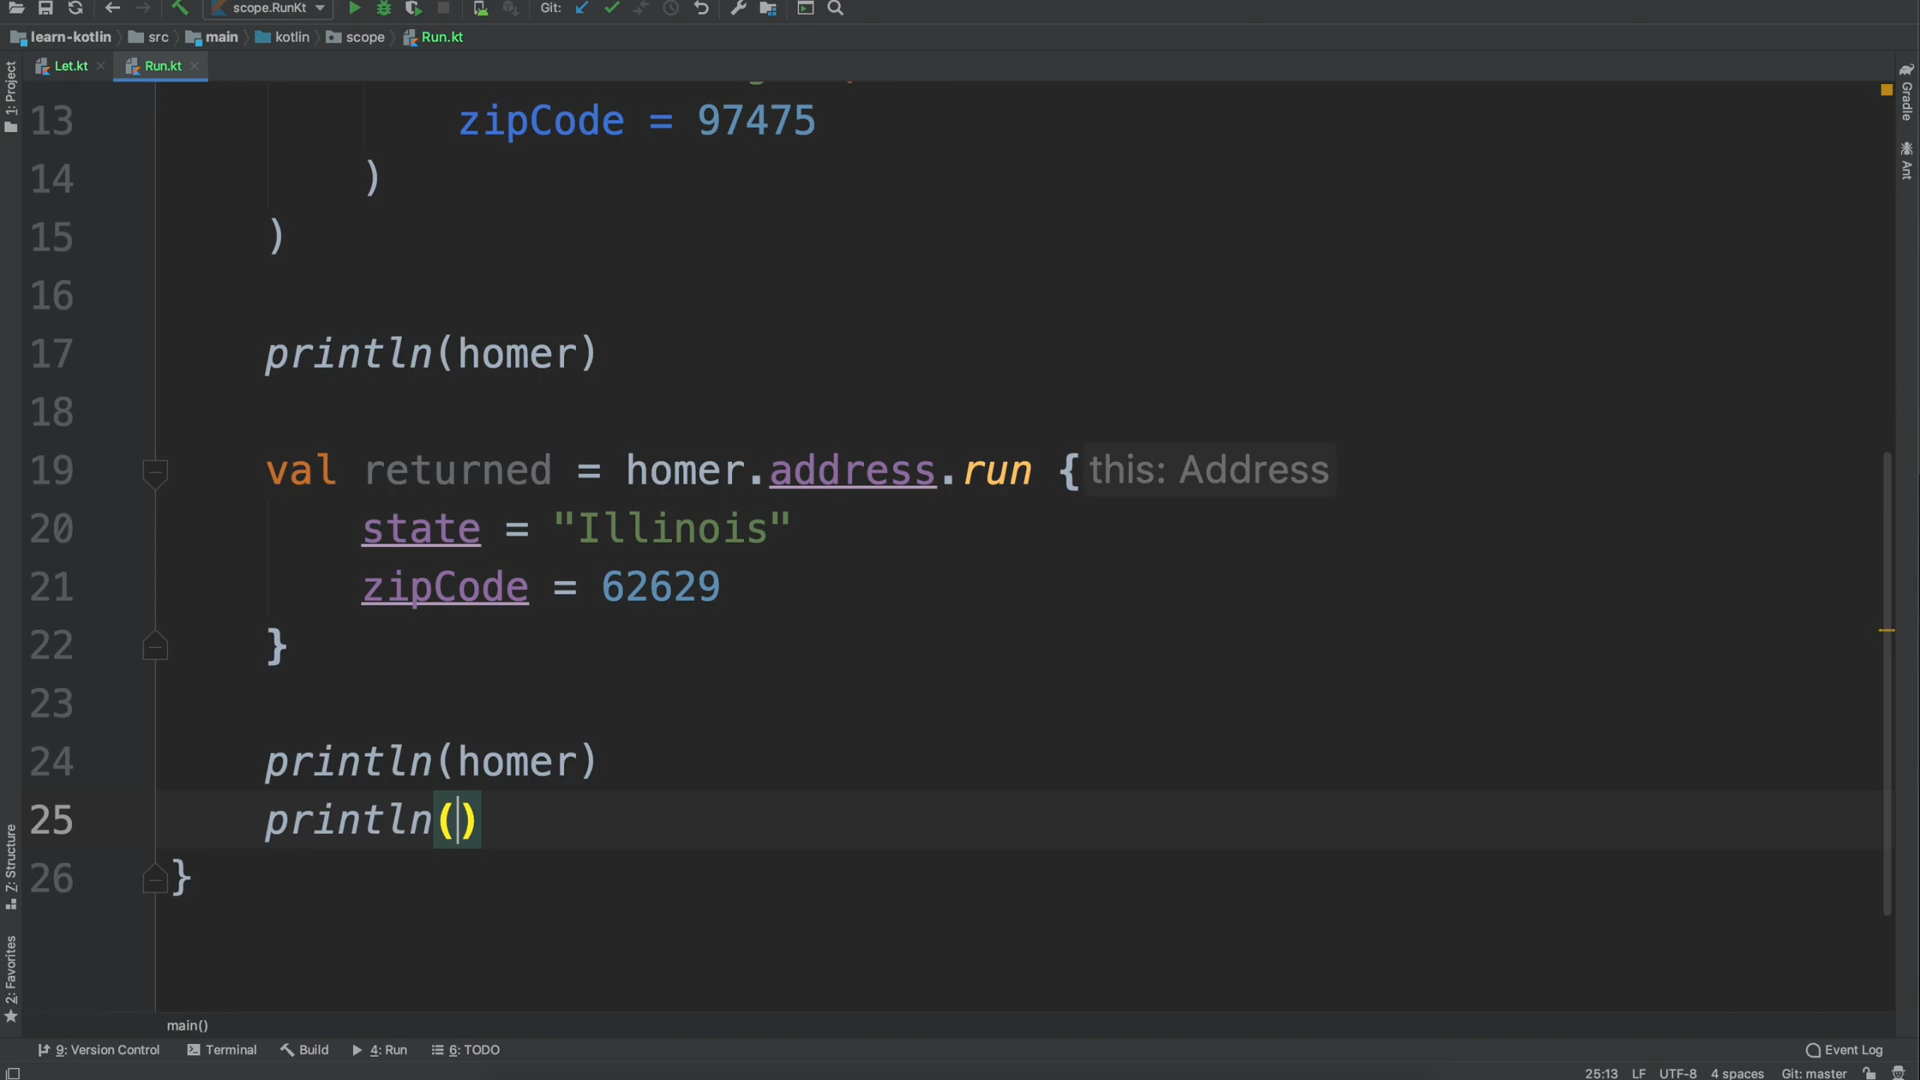 scope.RunKt
Git:
learn-kotlin
src
main
kotlin
scope
Run.kt
Let.kt
Run.kt
1: Project
Gradle
Ant
13 zipCode = 97475
14 )
15 )
16
17 println(homer)
18
19 val returned = homer.address.run { this: Address
20 state = "Illinois"
21 zipCode = 62629
22 }
23
24 println(homer)
25 println()
26 }
Z: Structure
2: Favorites
main()
9: Version Control
Terminal
Build
4: Run
6: TODO
Event Log
25:13 LF UTF-8 4 spaces Git: master